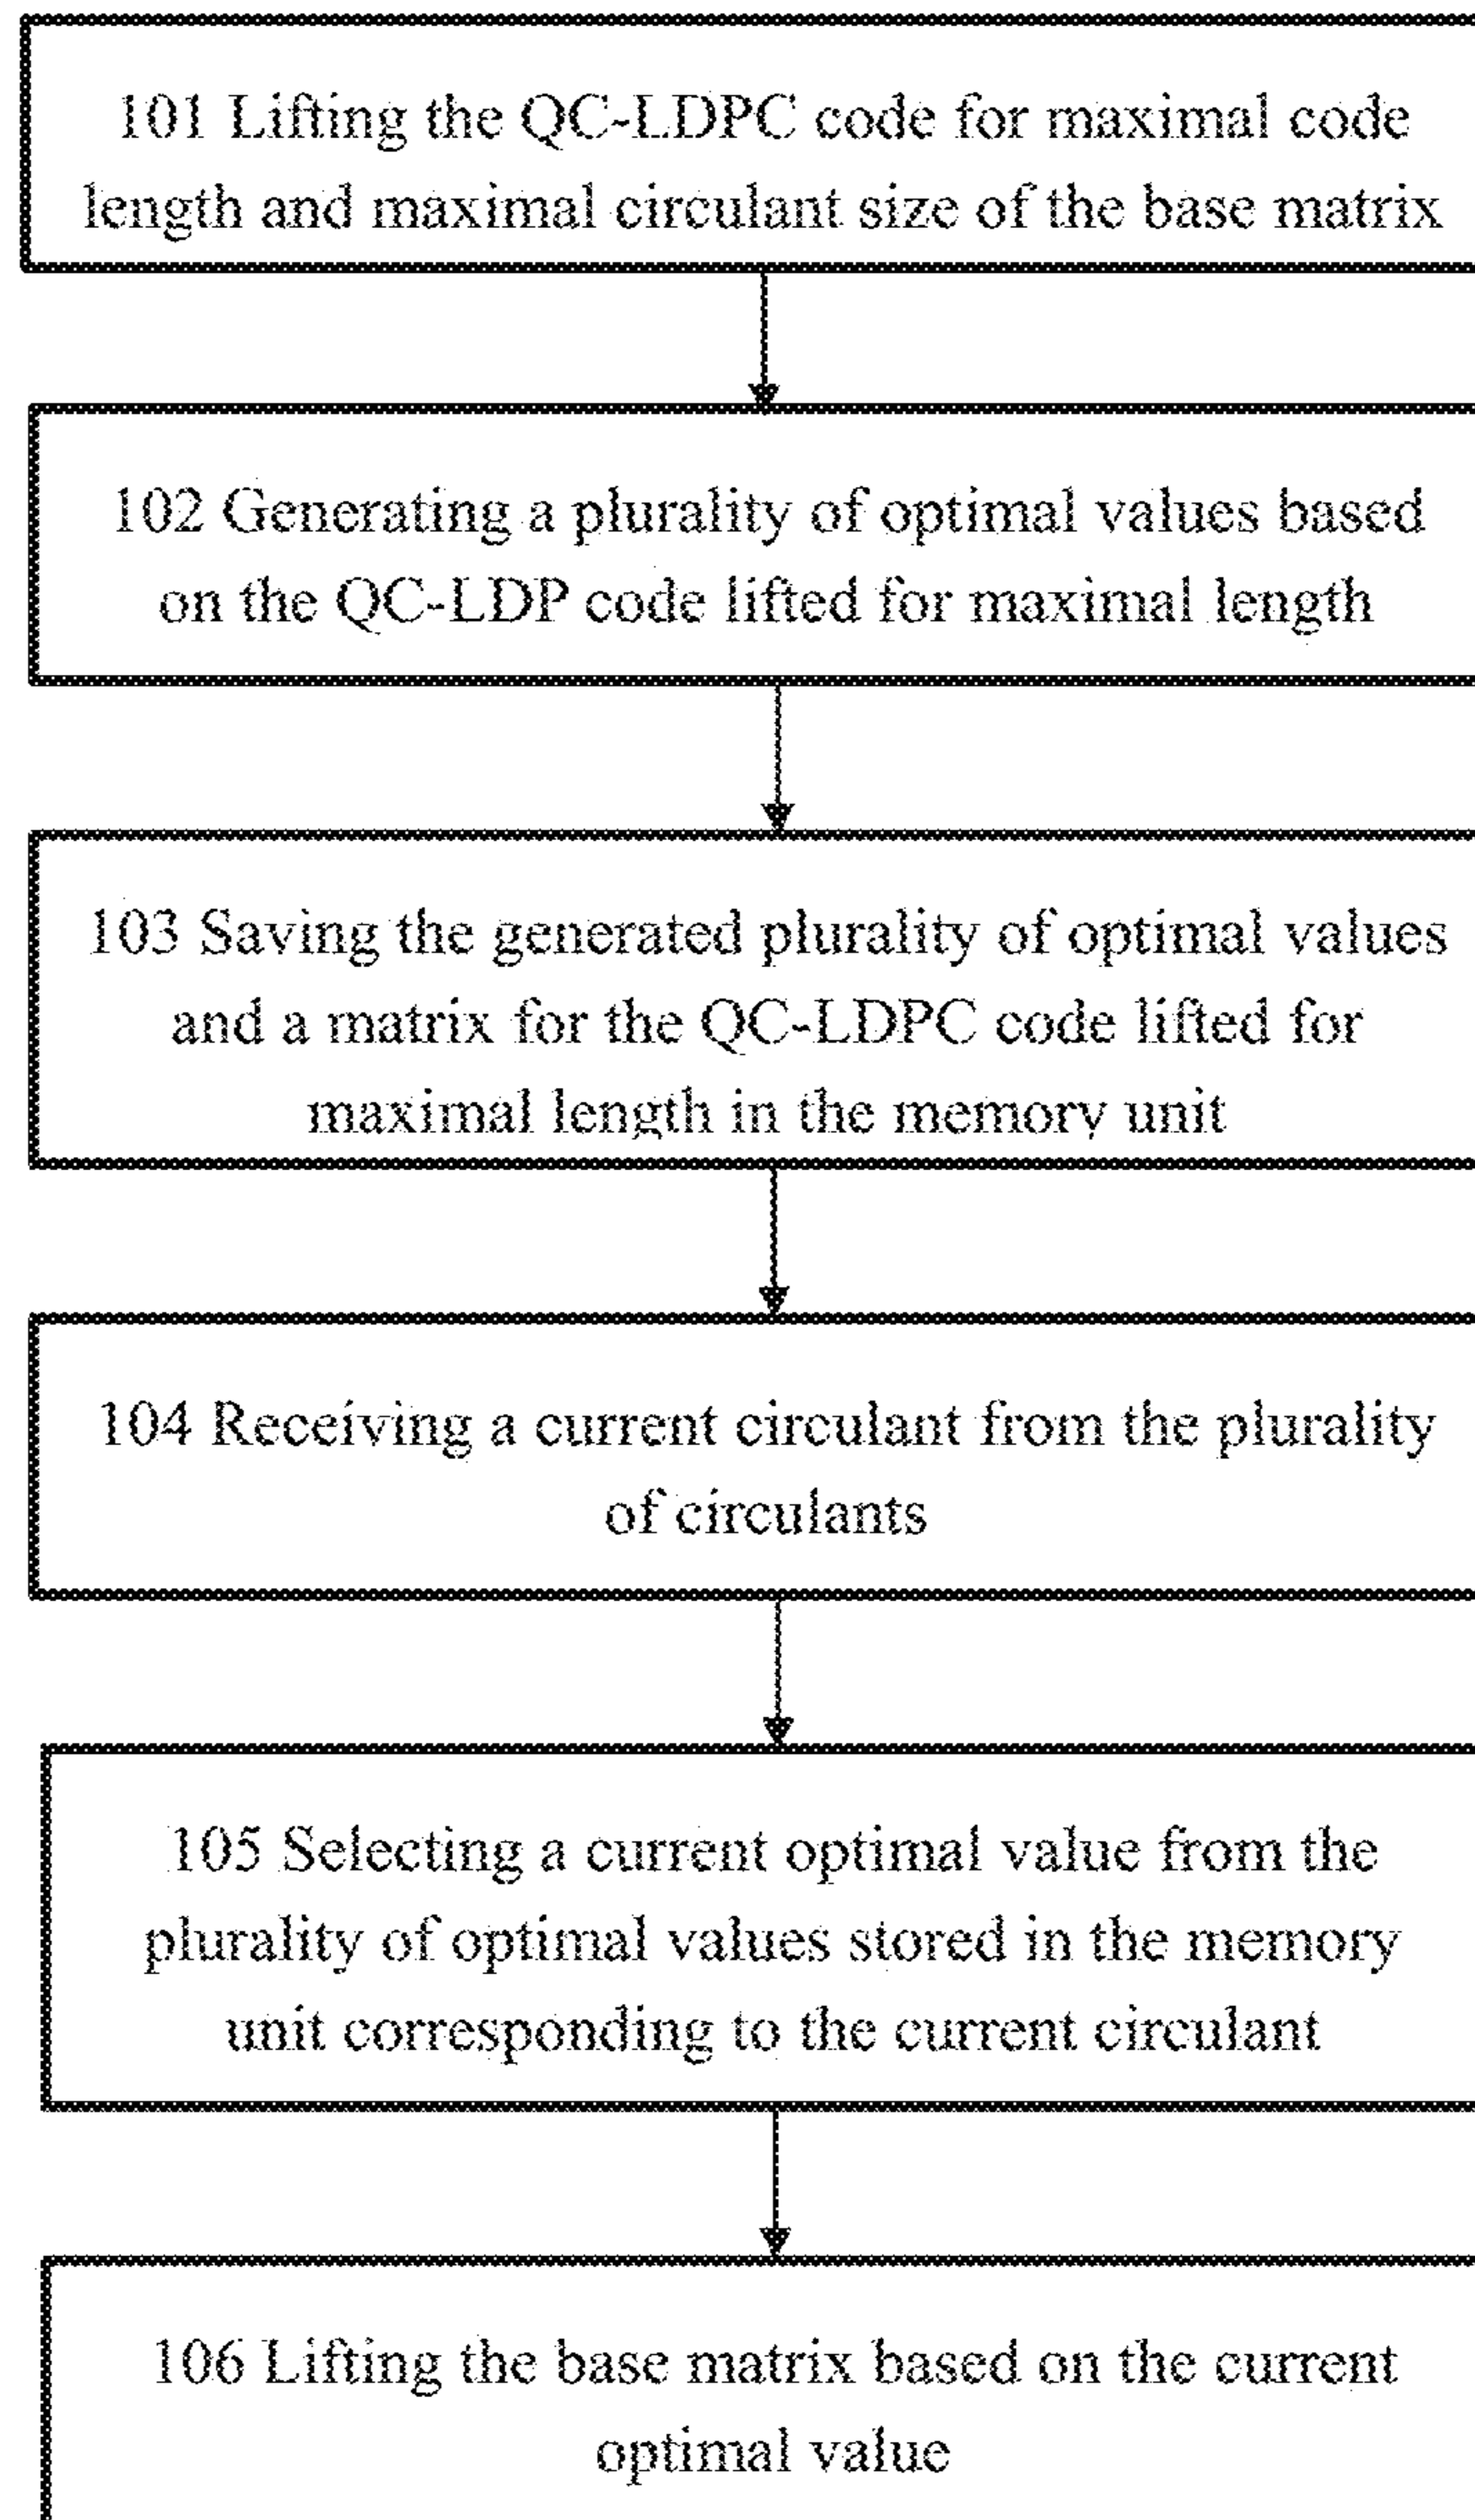 101 Lifting the QC-LDPC code for maximal code
length and maximal circulant size of the base matrix
102 Generating a plurality of optimal values based
on the QC-LDP code lifted for maximal length
103 Saving the generated plurality of optimal values
and a matrix for the QC-LDPC code lifted for
maximal length in the memory unit
104 Receiving a current circulant from the plurality
of circulants
105 Selecting a current optimal value from the
plurality of optimal values stored in the memory
unit corresponding to the current circulant
106 Lifting the base matrix based on the current
optimal value